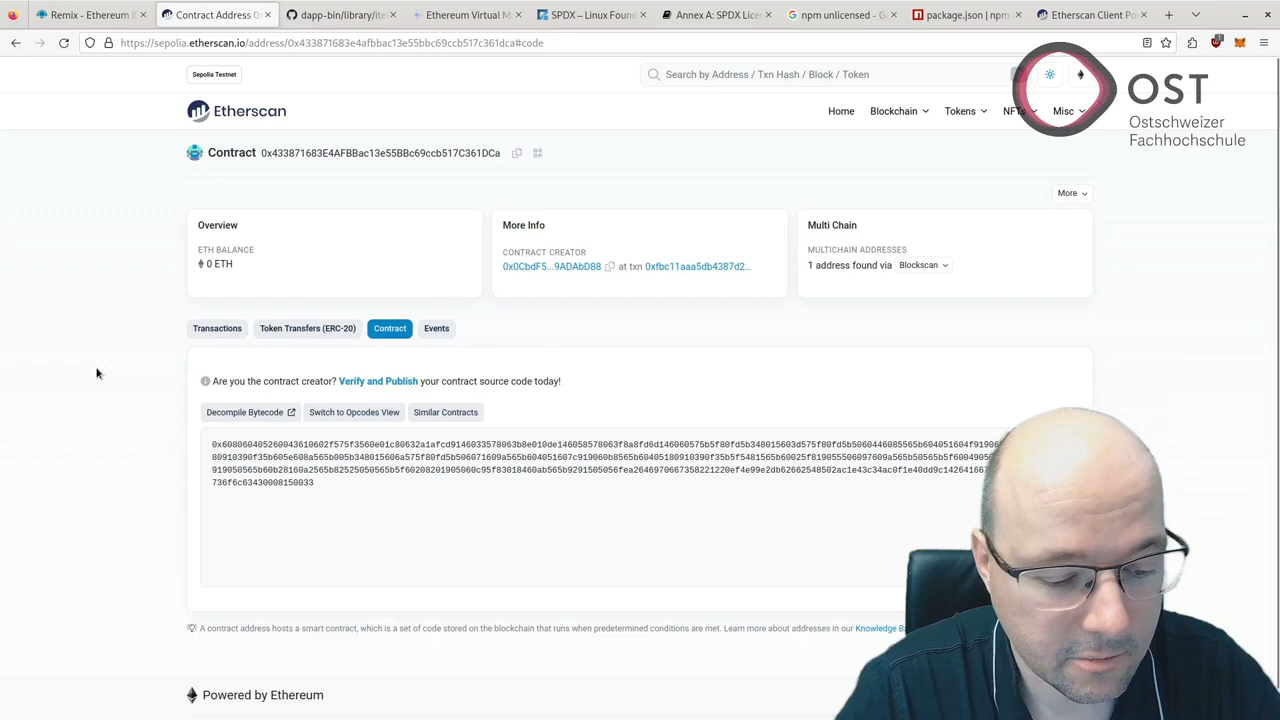 Remix - Ethereum I
Contract Address 0
dapp-bin/library/ite
Ethereum Virtual M
SPDX – Linux Found
Annex A: SPDX Lice
npm unlicensed - G
package.json | npm
Etherscan Client Po
https://sepolia.etherscan.io/address/0x433871683e4afbbac13e55bbc69ccb517c361dca#code
Sepolia Testnet
Search by Address / Txn Hash / Block / Token
OST
Ostschweizer
Fachhochschule
Etherscan
Home
Blockchain
Tokens
NFTs
Misc
Contract 0x433871683E4AFBBac13e55BBc69ccb517C361DCa
More
Overview
ETH BALANCE
0 ETH
More Info
CONTRACT CREATOR
0x0CbdF5...9ADAbD88 at txn 0xfbc11aaa5db4387d2...
Multi Chain
MULTICHAIN ADDRESSES
1 address found via Blockscan
Transactions
Token Transfers (ERC-20)
Contract
Events
Are you the contract creator? Verify and Publish your contract source code today!
Decompile Bytecode
Switch to Opcodes View
Similar Contracts
736f6c63430008150033
A contract address hosts a smart contract, which is a set of code stored on the blockchain that runs when predetermined conditions are met. Learn more about addresses in our Knowledge Ba
Powered by Ethereum